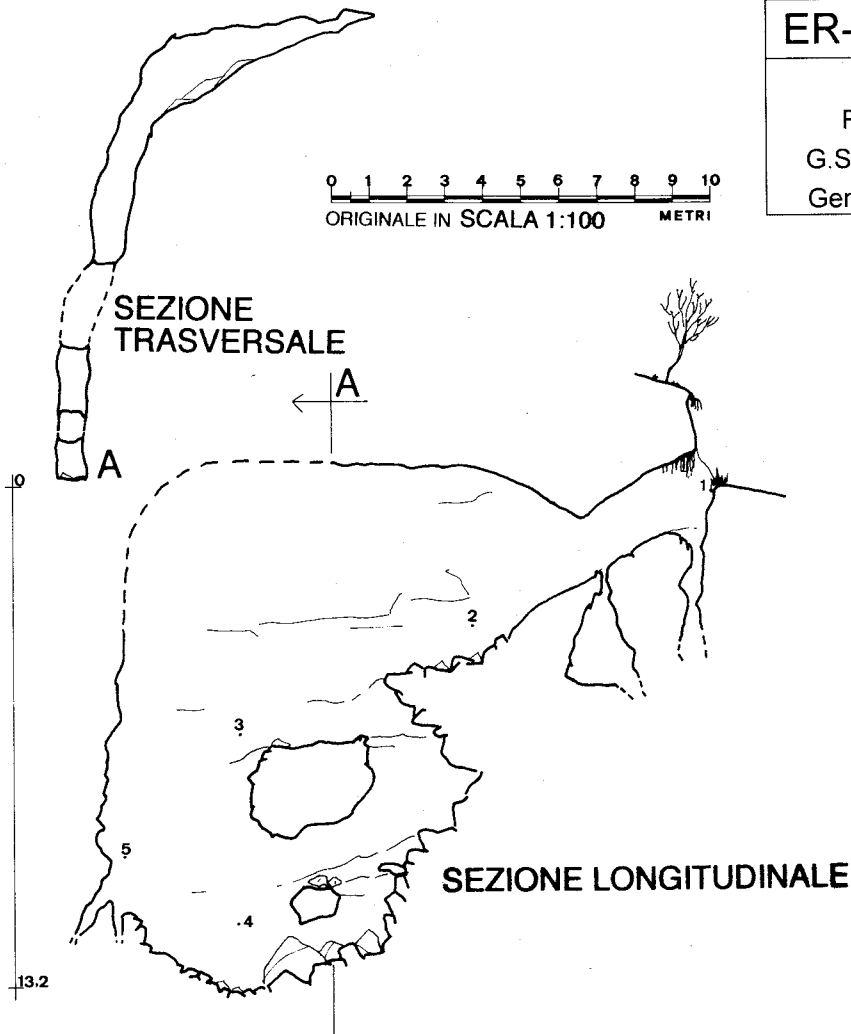 ER-
G.S
Ger
0 1 2 3 4 5 6 7 8 9 10
ORIGINALE IN SCALA 1:100 METRI
SEZIONE
TRASVERSALE
A
A
0
1
2
3
5
SEZIONE LONGITUDINALE
4
13.2